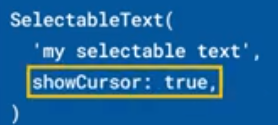 SelectableText(
'my selectable text',
showCursor: true,
)